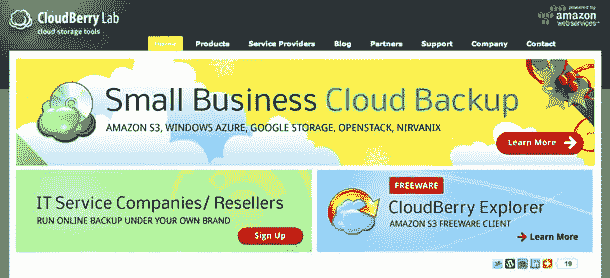 CloudBerry Lab
cloud storage tools
powered by
amazon
webservices™
Home Products Service Providers Blog Partners Support Company Contact
Small Business Cloud Backup
AMAZON S3, WINDOWS AZURE, GOOGLE STORAGE, OPENSTACK, NIRVANIX
Learn More
IT Service Companies/ Resellers
RUN ONLINE BACKUP UNDER YOUR OWN BRAND
Sign Up
FREEWARE
CloudBerry Explorer
AMAZON S3 FREEWARE CLIENT
Learn More
19